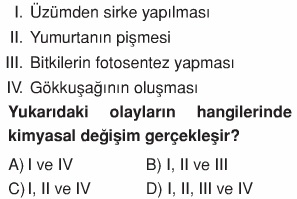 I. Üzümden sirke yapılması
II. Yumurtanın pişmesi
III. Bitkilerin fotosentez yapması
IV. Gökkuşağının oluşması
Yukarıdaki olayların hangilerinde
kimyasal değişim gerçekleşir?
A) I ve IV B) I, II ve III
C) I, II ve IV D) I, II, III ve IV